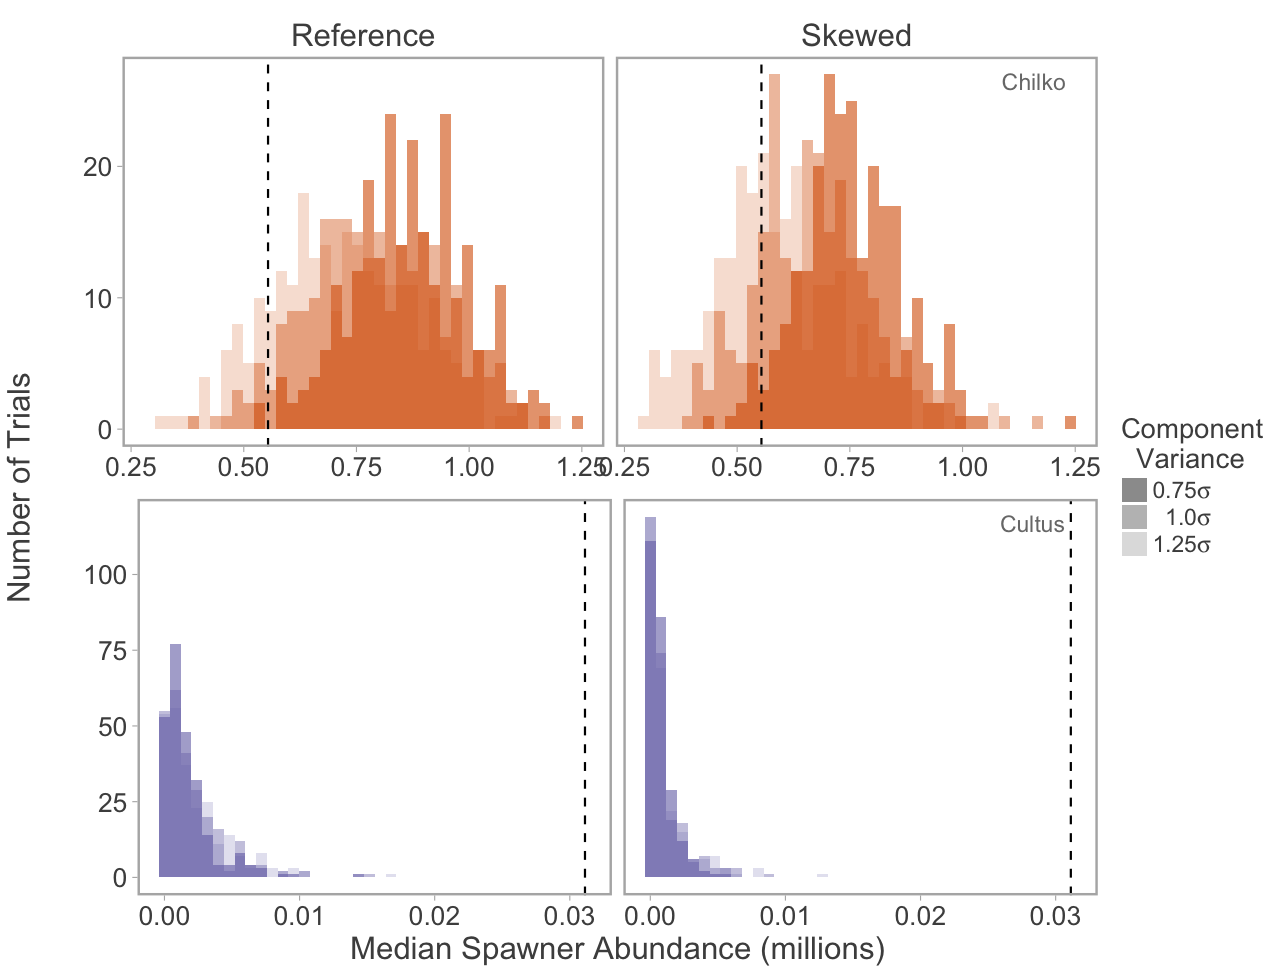 Reference
Skewed
Chilko
20
10
0
0.25 0.50 0.75 1.00 1.25
0.25 0.50 0.75 1.00 1.25
Number of Trials
Component
Variance
0.75σ
1.0σ
1.25σ
Cultus
100
75
50
25
0
0.00 0.01 0.02 0.03
0.00 0.01 0.02 0.03
Median Spawner Abundance (millions)